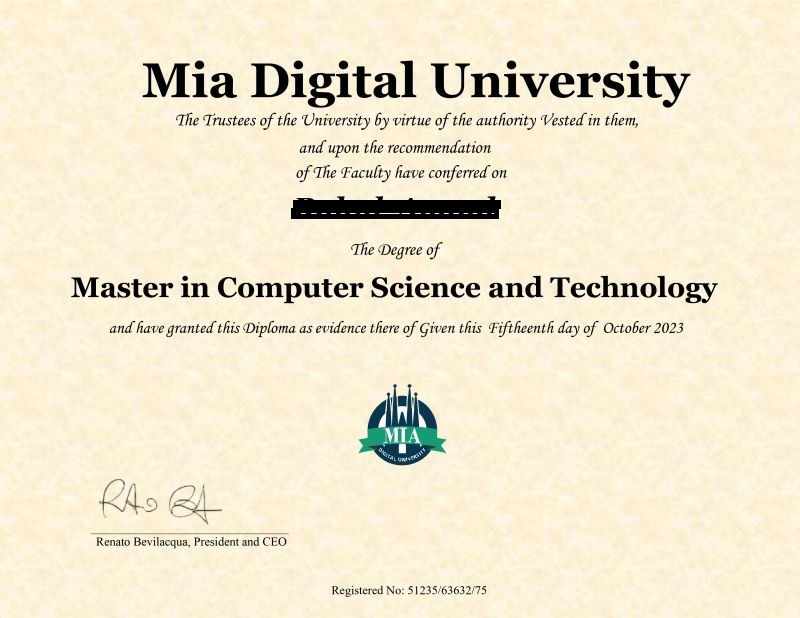 Mia Digital University
The Trustees of the University by virtue of the authority Vested in them,
and upon the recommendation
of The Faculty have conferred on
The Degree of
Master in Computer Science and Technology
and have granted this Diploma as evidence there of Given this Fiftheenth day of October 2023
MIA
DIGITAL UNIVERSITY
Renato Bevilacqua, President and CEO
Registered No: 51235/63632/75